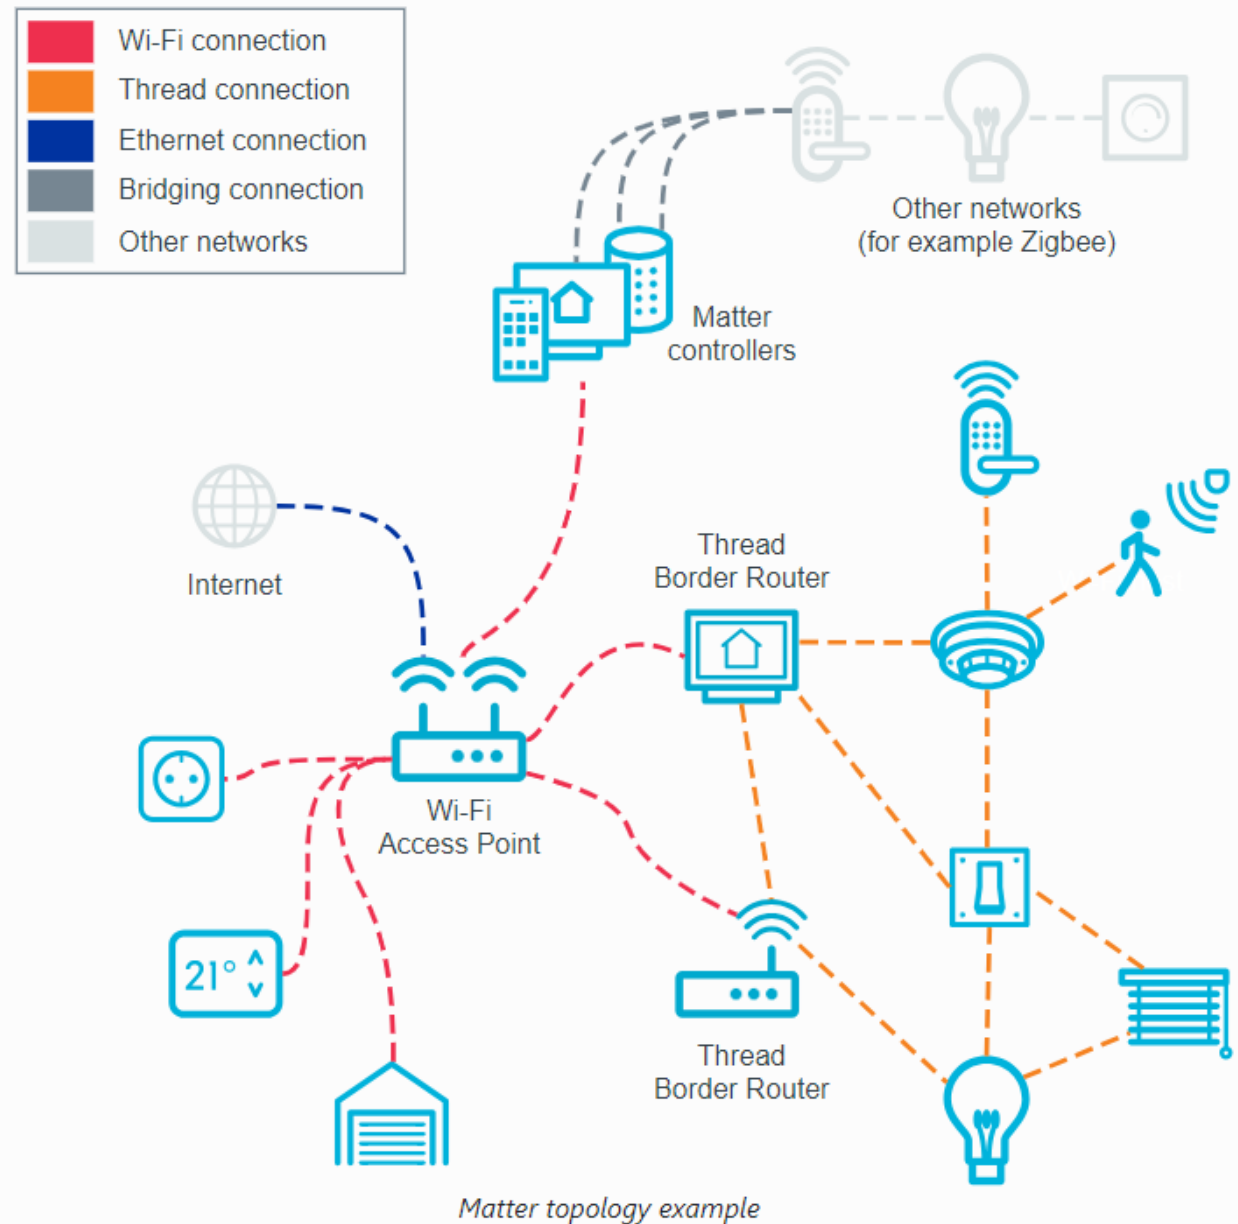 Wi-Fi connection
Thread connection
Ethernet connection
Bridging connection
Other networks
Other networks
(for example Zigbee)
Matter
controllers
Internet
Thread
Border Router
Wi-Fi
Access Point
21°
Thread
Border Router
Matter topology example